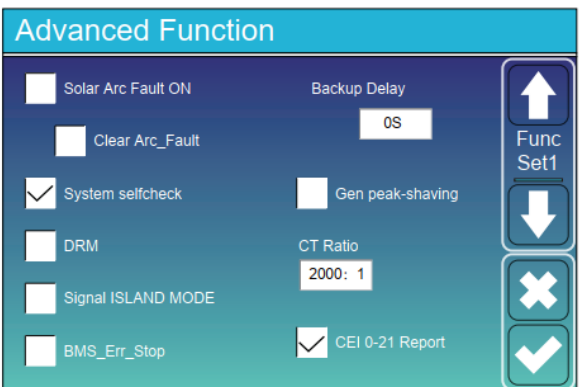 Advanced Function
Solar Arc Fault ON
Backup Delay
0S
Clear Arc_Fault
Func
Set1
System selfcheck
Gen peak-shaving
DRM
CT Ratio
2000: 1
Signal ISLAND MODE
BMS_Err_Stop
CEI 0-21 Report